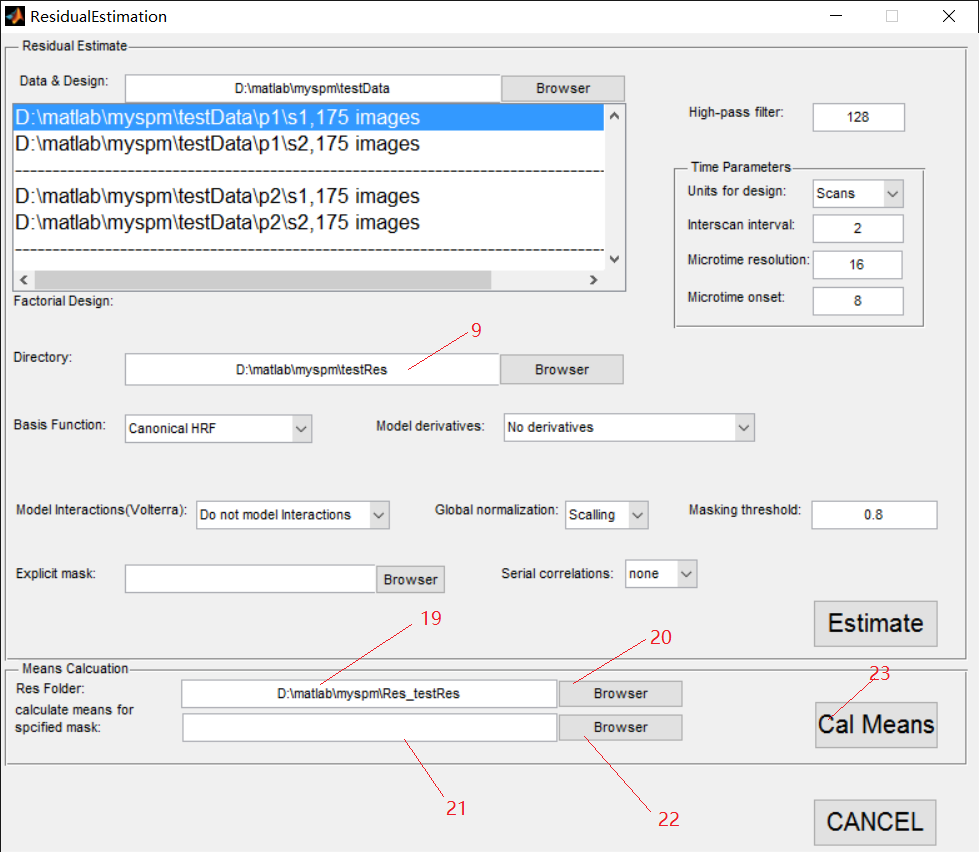 ResidualEstimation
Residual Estimate
Data & Design:
D:\matlab\myspm\testData
Browser
D:\matlab\myspm\testData\p1\s1,175 images
D:\matlab\myspm\testData\p1\s2,175 images
D:\matlab\myspm\testData\p2\s1,175 images
D:\matlab\myspm\testData\p2\s2,175 images
High-pass filter:
128
Time Parameters
Units for design:
Scans
Interscan interval:
2
Microtime resolution:
16
Microtime onset:
8
Factorial Design:
9
Directory:
D:\matlab\myspm\testRes
Browser
Basis Function:
Canonical HRF
Model derivatives:
No derivatives
Model Interactions(Volterra):
Do not model Interactions
Global normalization:
Scalling
Masking threshold:
0.8
Explicit mask:
Browser
Serial correlations:
none
Estimate
19
20
Means Calcuation
Res Folder:
D:\matlab\myspm\Res_testRes
Browser
23
calculate means for
spcified mask:
Browser
Cal Means
21
22
CANCEL